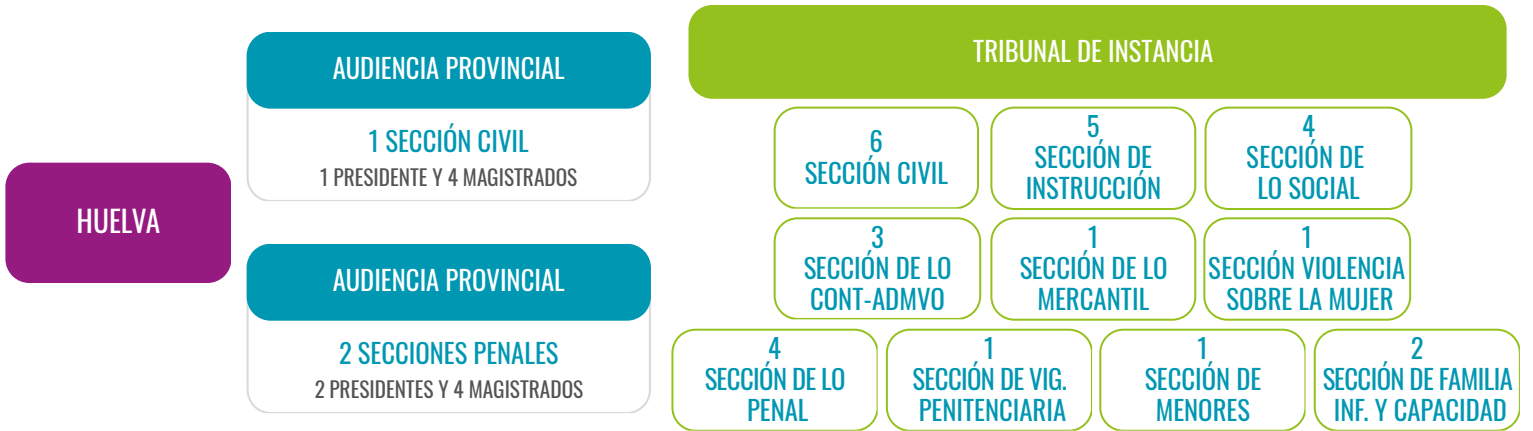 HUELVA
AUDIENCIA PROVINCIAL
1 SECCIÓN CIVIL
1 PRESIDENTE Y 4 MAGISTRADOS
AUDIENCIA PROVINCIAL
2 SECCIONES PENALES
2 PRESIDENTES Y 4 MAGISTRADOS
TRIBUNAL DE INSTANCIA
6
SECCIÓN CIVIL
5
SECCIÓN DE
INSTRUCCIÓN
4
SECCIÓN DE
LO SOCIAL
3
SECCIÓN DE LO
CONT-ADMVO
1
SECCIÓN DE LO
MERCANTIL
1
SECCIÓN VIOLENCIA
SOBRE LA MUJER
4
SECCIÓN DE LO
PENAL
1
SECCIÓN DE VIG.
PENITENCIARIA
1
SECCIÓN DE
MENORES
2
SECCIÓN DE FAMILIA
INF. Y CAPACIDAD